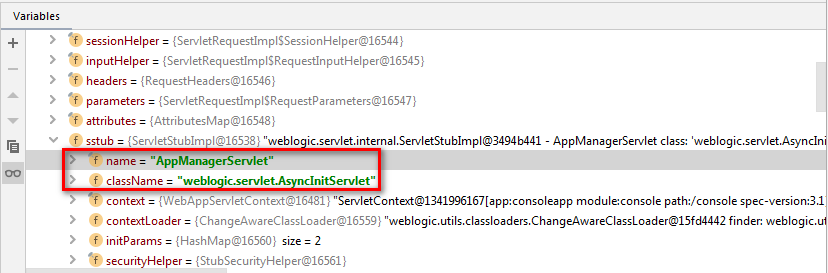 Variables
f sessionHelper = {ServletRequestImpl$SessionHelper@16544}
f inputHelper = {ServletRequestImpl$RequestInputHelper@16545}
f headers = {RequestHeaders@16546}
f parameters = {ServletRequestImpl$RequestParameters@16547}
f attributes = {AttributesMap@16548}
f sstub = {ServletStubImpl@16538} "weblogic.servlet.internal.ServletStubImpl@3494b441 - AppManagerServlet class: 'weblogic.servlet.AsyncInitS
f name = "AppManagerServlet"
f className = "weblogic.servlet.AsyncInitServlet"
f context = {WebAppServletContext@16481} "ServletContext@1341996167[app:consoleapp module:console path:/console spec-version:3.1
f contextLoader = {ChangeAwareClassLoader@16559} "weblogic.utils.classloaders.ChangeAwareClassLoader@15fd4442 finder: weblogic.ut
f initParams = {HashMap@16560} size = 2
f securityHelper = {StubSecurityHelper@16561}